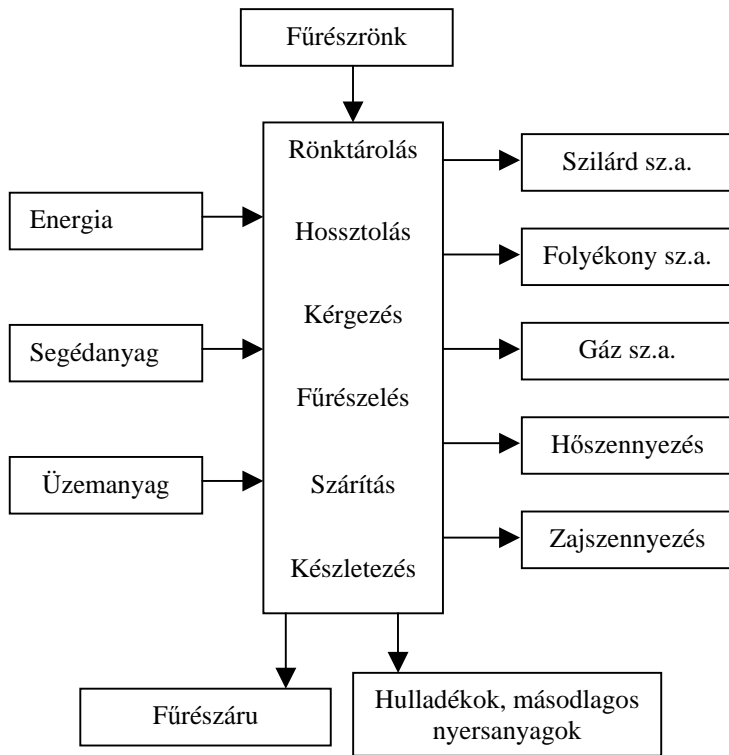 Fűrészrönk
Rönktárolás
Hossztolás
Kérgezés
Fűrészelés
Szárítás
Készletezés
Energia
Segédanyag
Üzemanyag
Szilárd sz.a.
Folyékony sz.a.
Gáz sz.a.
Hőszennyezés
Zajszennyezés
Fűrészáru
Hulladékok, másodlagos
nyersanyagok